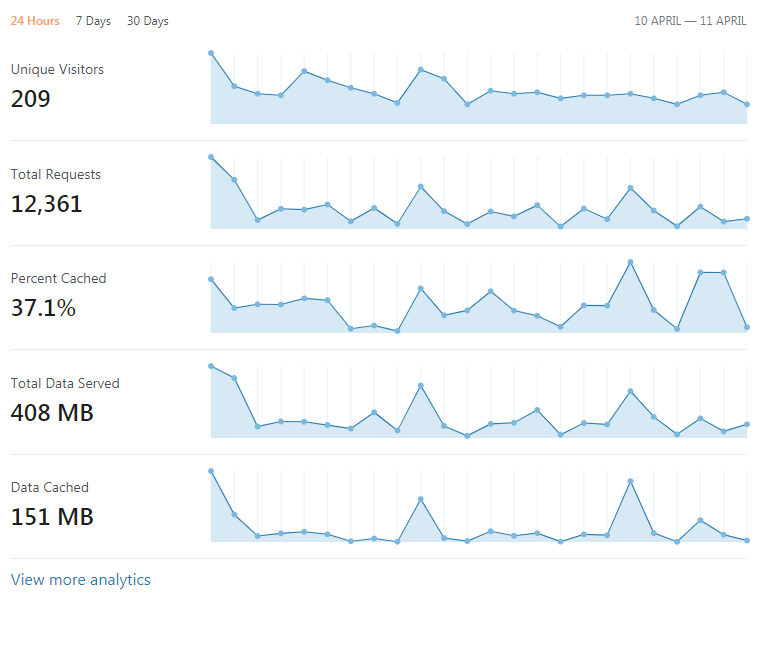 24 Hours 7 Days 30 Days 10 APRIL — 11 APRIL
Unique Visitors
209
Total Requests
12,361
Percent Cached
37.1%
Total Data Served
408 MB
Data Cached
151 MB
View more analytics